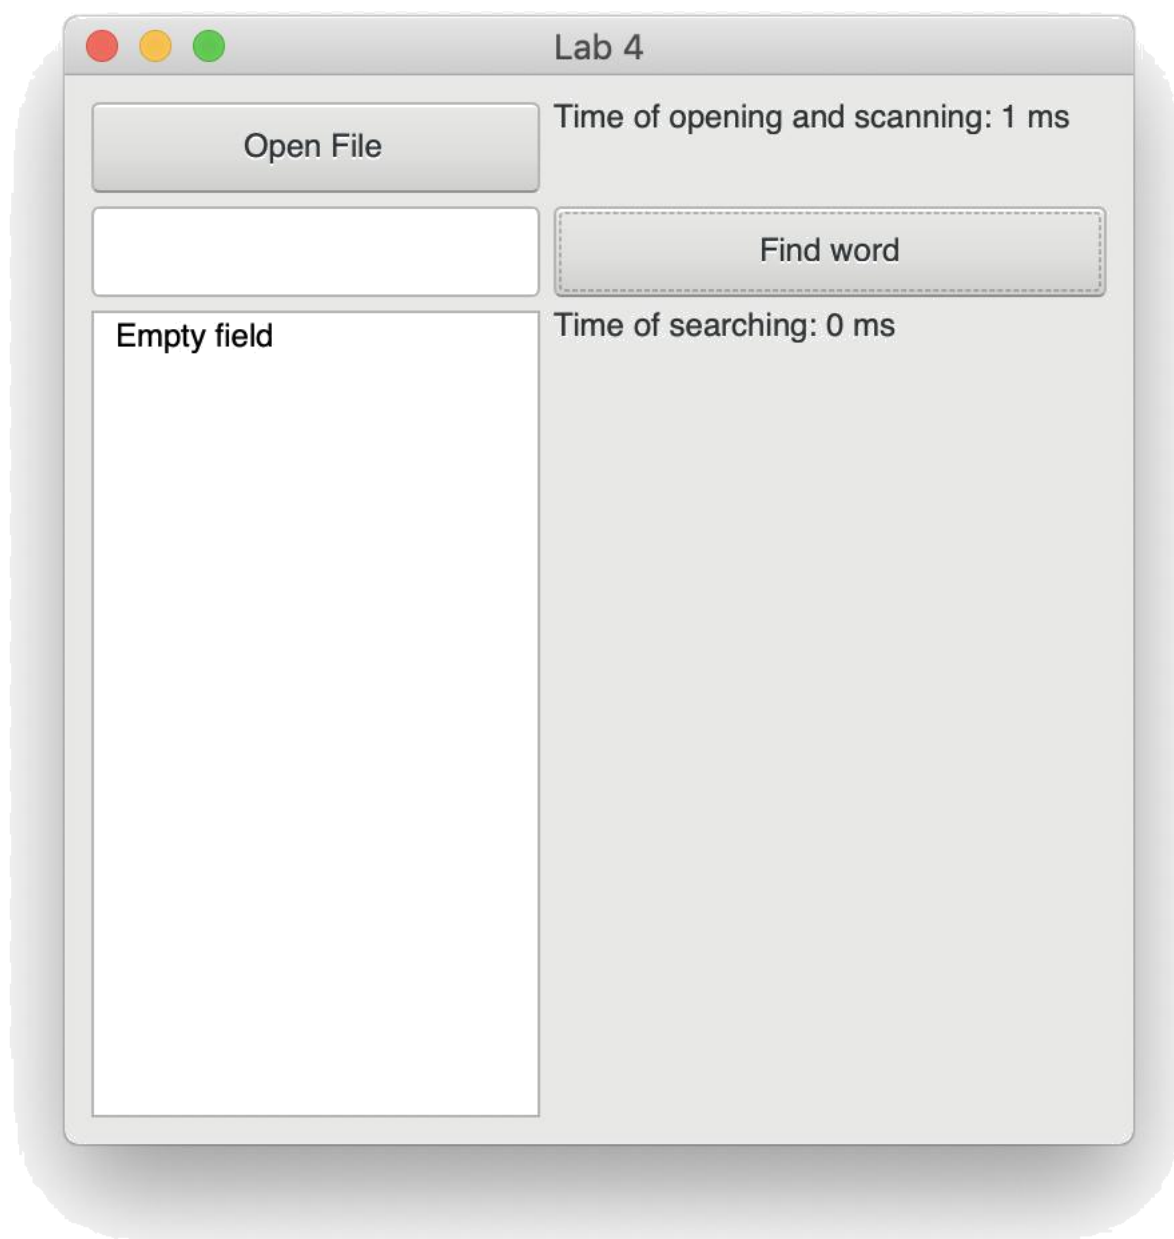 Lab 4
Open File
Time of opening and scanning: 1 ms
Find word
Empty field
Time of searching: 0 ms